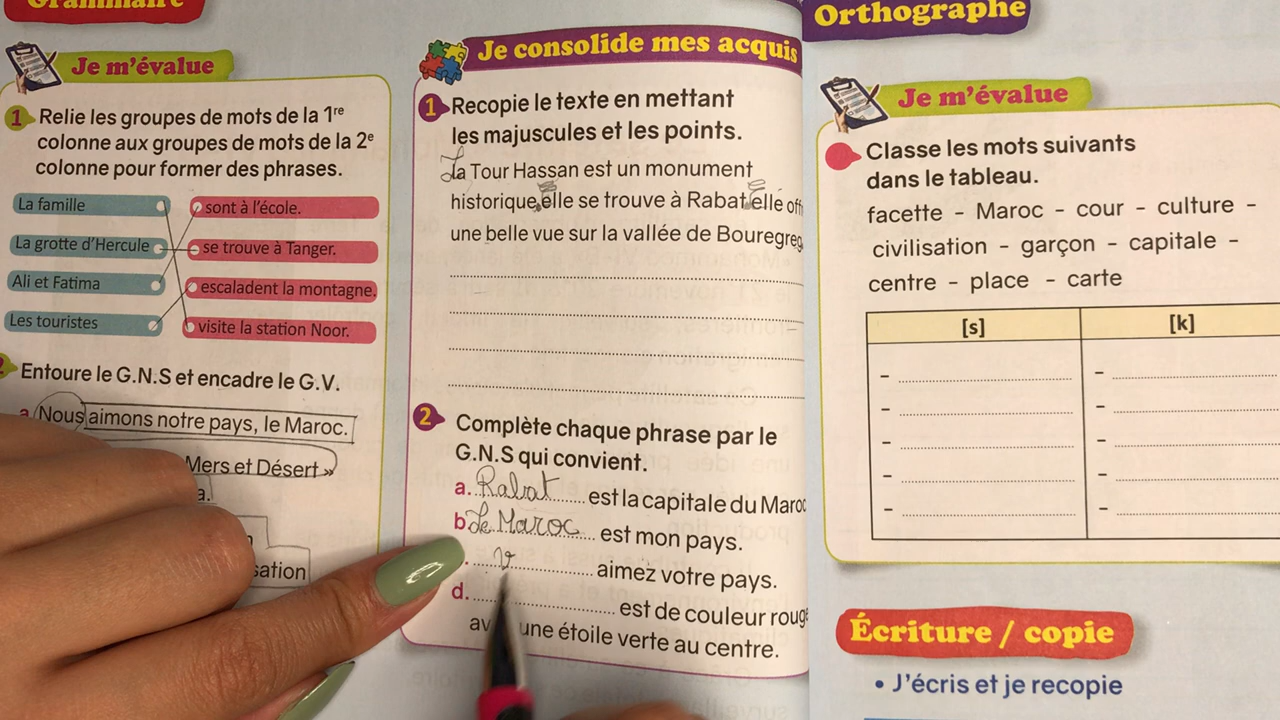 Grammaire
Je m'évalue
1 Relie les groupes de mots de la 1re
colonne aux groupes de mots de la 2e
colonne pour former des phrases.
La famille
sont à l'école.
La grotte d'Hercule
se trouve à Tanger.
Ali et Fatima
escaladent la montagne.
Les touristes
visite la station Noor.
Entoure le G.N.S et encadre le G.V.
a Nous aimons notre pays, le Maroc.
Mers et Désert »
a.
sation
Je consolide mes acquis
1 Recopie le texte en mettant
les majuscules et les points.
La Tour Hassan est un monument
historique. elle se trouve à Rabat. elle off
une belle vue sur la vallée de Bouregreg
2 Complète chaque phrase par le
G.N.S qui convient.
a. Rabat est la capitale du Maroc
b Le Maroc est mon pays.
. v aimez votre pays.
d. est de couleur rouge
av une étoile verte au centre.
Orthographe
Je m'évalue
Classe les mots suivants
dans le tableau.
facette - Maroc - cour - culture -
civilisation - garçon - capitale -
centre - place - carte
[s] [k]
- -
- -
- -
- -
- -
Écriture / copie
• J'écris et je recopie